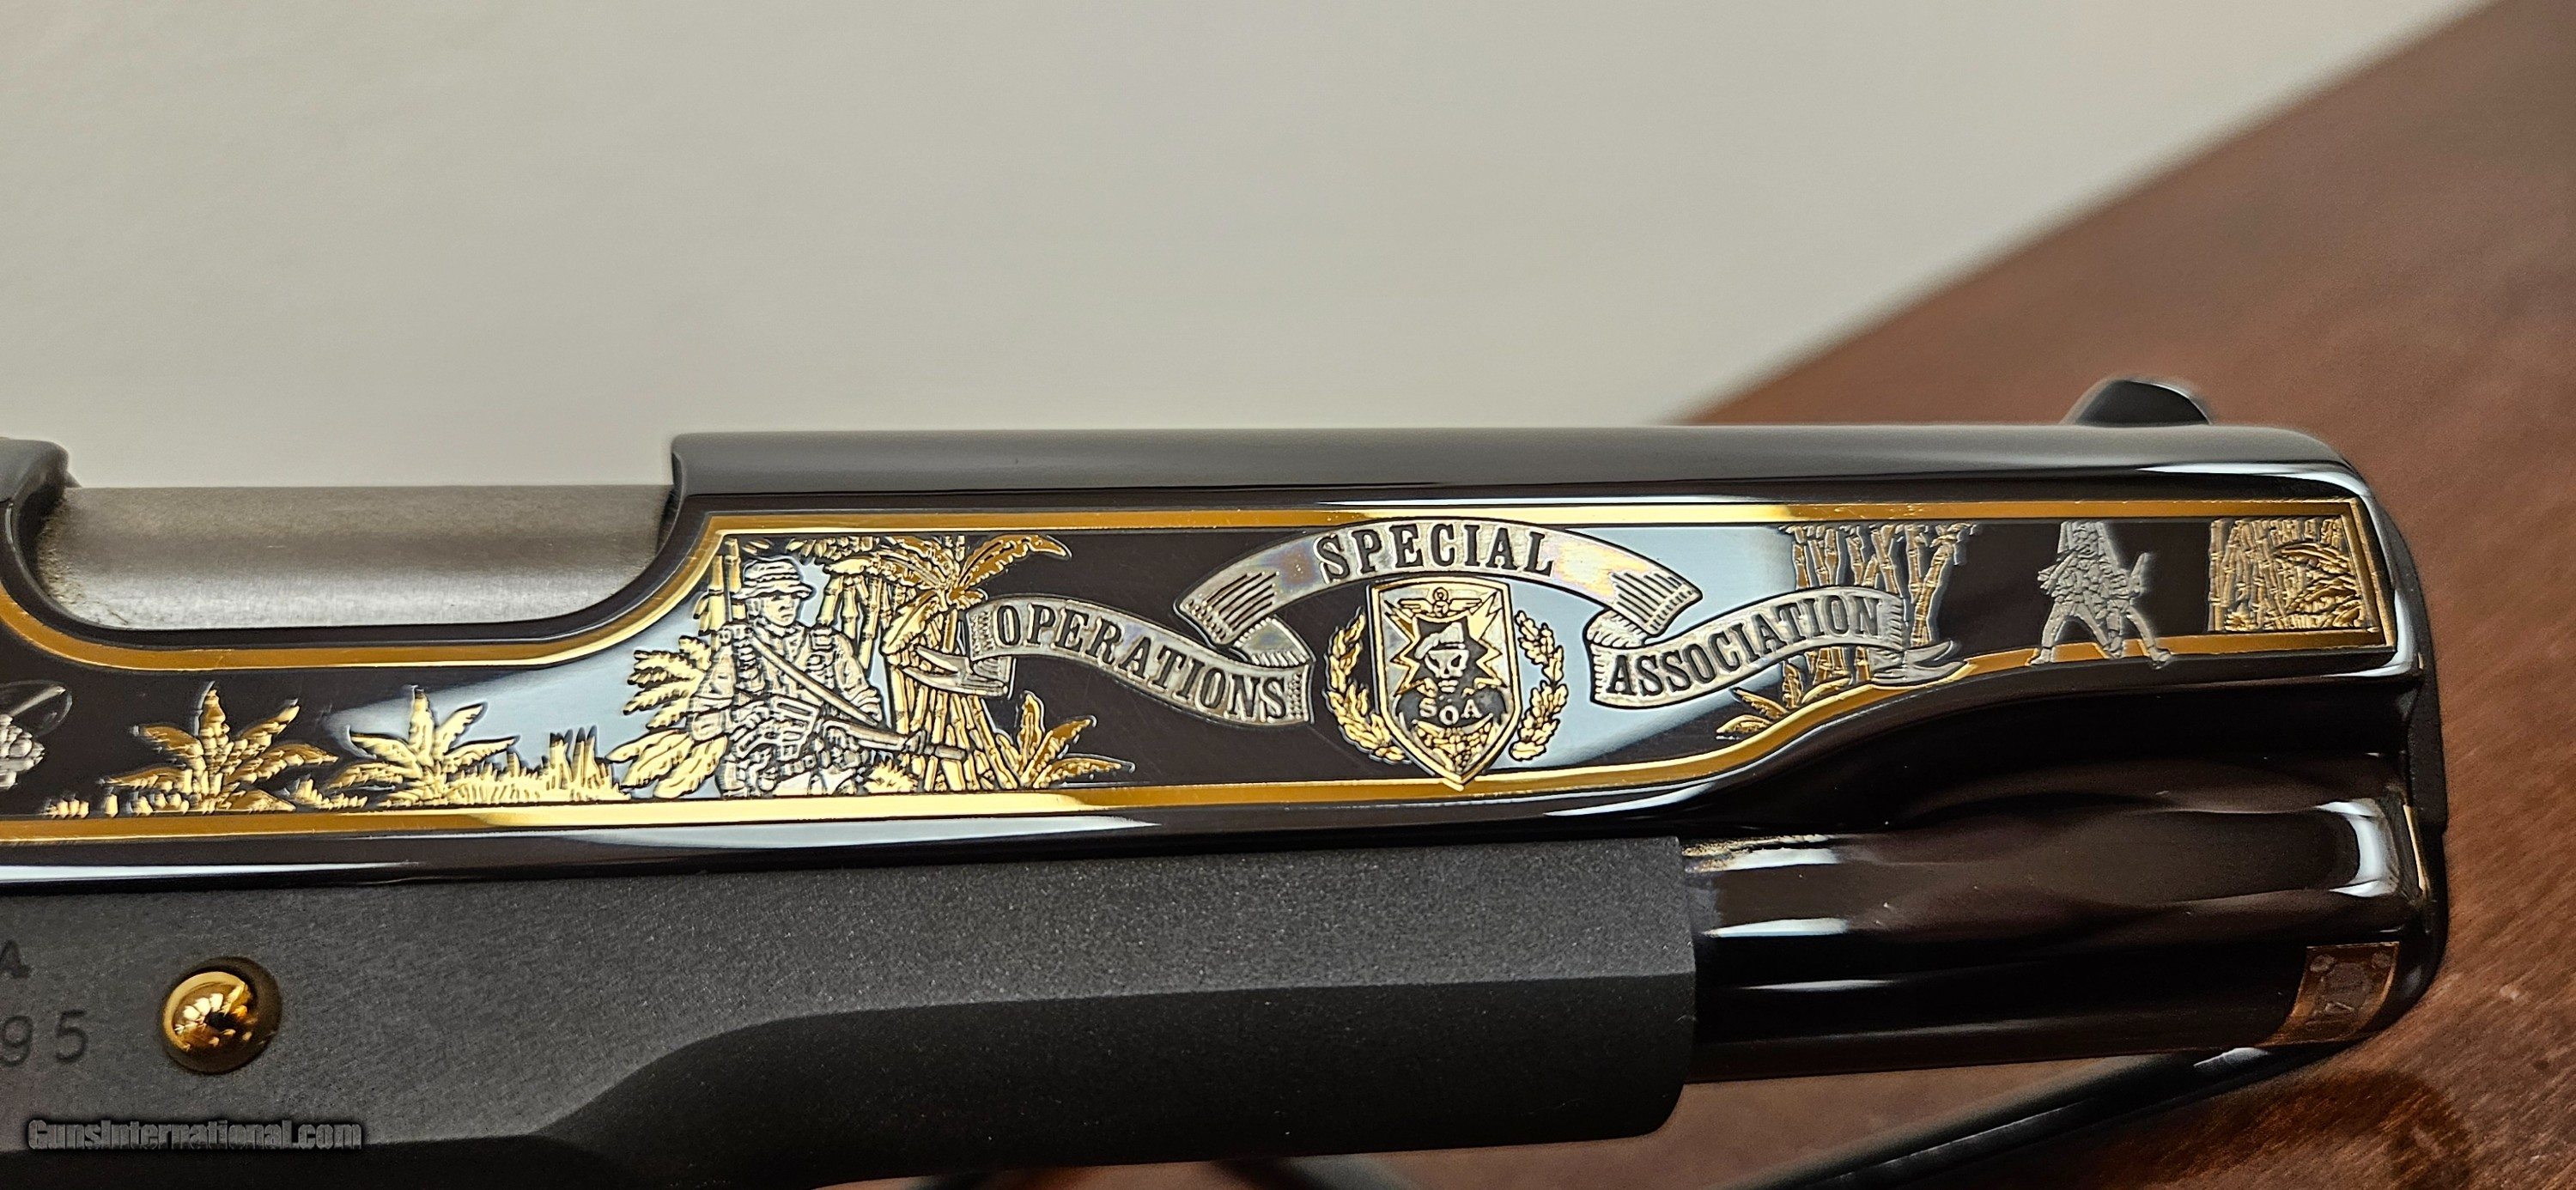 SPECIAL
OPERATIONS
ASSOCIATION
SOA
A
95
GunsInternational.com